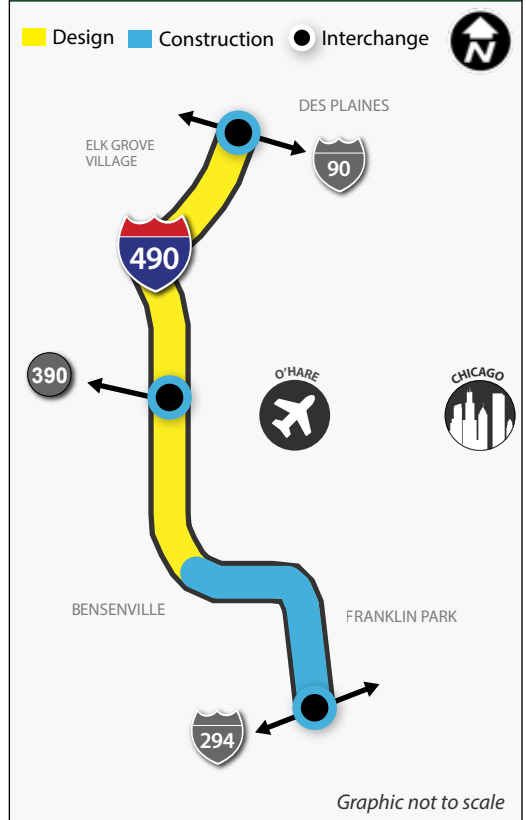 Design Construction Interchange
N
DES PLAINES
ELK GROVE
VILLAGE
90
490
390
O'HARE
CHICAGO
BENSENVILLE
FRANKLIN PARK
294
Graphic not to scale